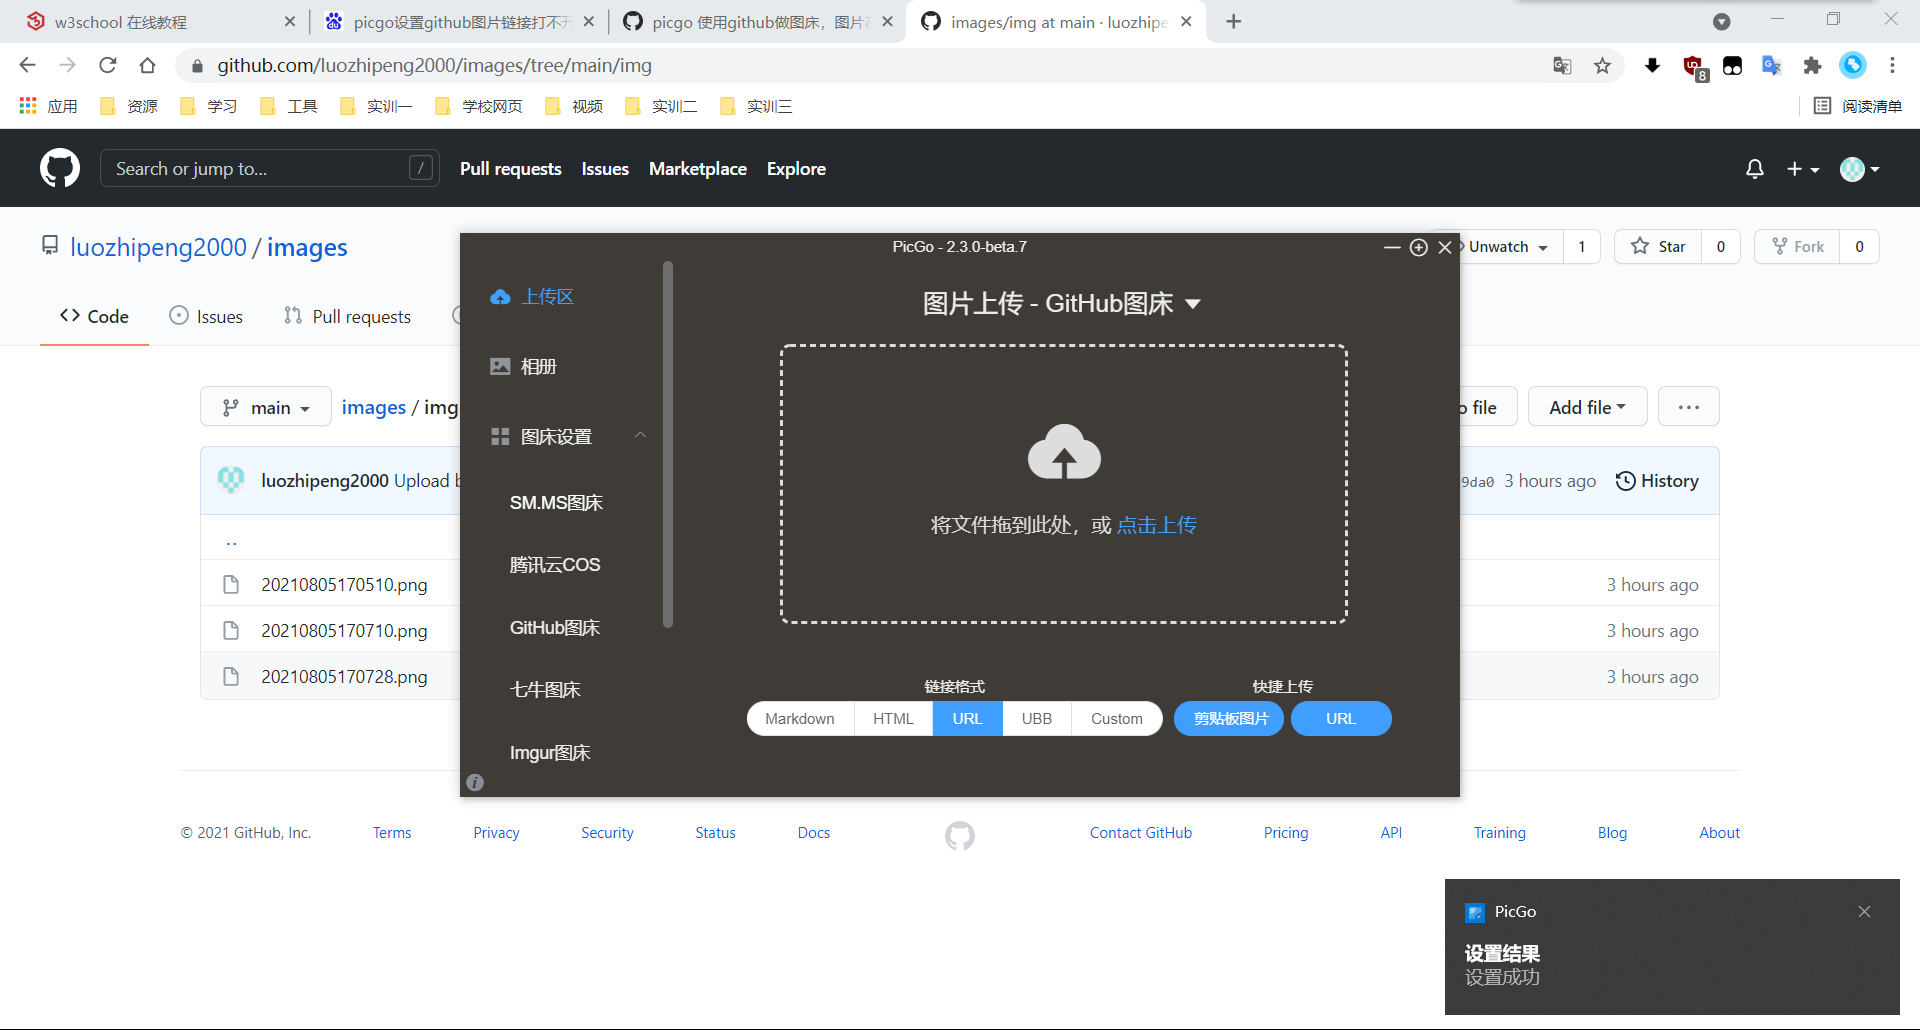 w3school 在线教程
picgo设置github图片链接打不开
picgo 使用github做图床，图片
images/img at main · luozhipe
github.com/luozhipeng2000/images/tree/main/img
8
应用 资源 学习 工具 实训一 学校网页 视频 实训二 实训三 阅读清单
Search or jump to... / Pull requests Issues Marketplace Explore
luozhipeng2000 / images
Unwatch 1 Star 0 Fork 0
Code Issues Pull requests
main images / img
o file Add file ...
luozhipeng2000 Upload b
9da0 3 hours ago History
..
20210805170510.png 3 hours ago
20210805170710.png 3 hours ago
20210805170728.png 3 hours ago
PicGo - 2.3.0-beta.7
上传区
相册
图床设置
SM.MS图床
腾讯云COS
GitHub图床
七牛图床
Imgur图床
图片上传 - GitHub图床
将文件拖到此处，或 点击上传
链接格式 快捷上传
Markdown HTML URL UBB Custom 剪贴板图片 URL
© 2021 GitHub, Inc. Terms Privacy Security Status Docs Contact GitHub Pricing API Training Blog About
PicGo
设置结果
设置成功